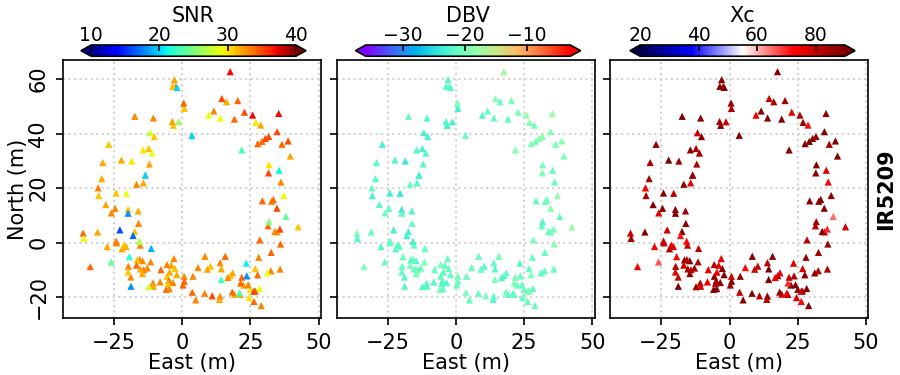 SNR DBV Xc
10 20 30 40 −30 −20 −10 20 40 60 80
60
40
20
0
−20
North (m)
IR5209
−25 0 25 50 −25 0 25 50 −25 0 25 50
East (m) East (m) East (m)